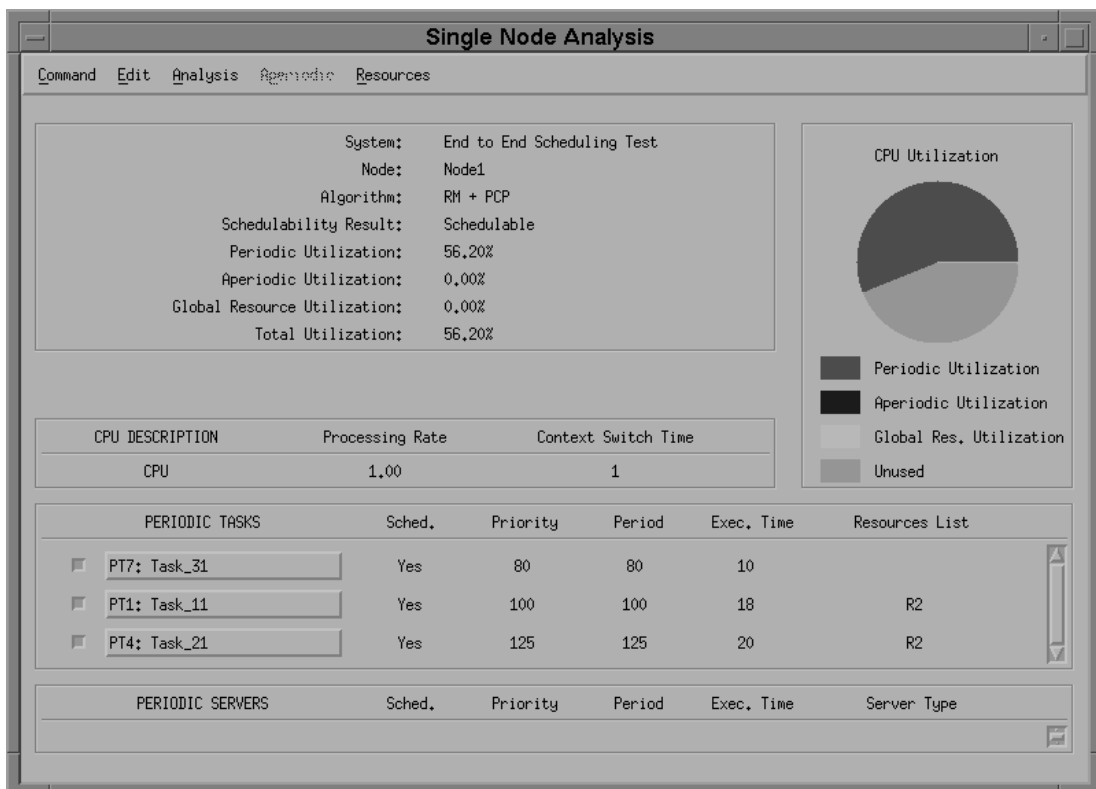 Single Node Analysis
Command Edit Analysis Aperiodic Resources
System: End to End Scheduling Test
Node: Node1
Algorithm: RM + PCP
Schedulability Result: Schedulable
Periodic Utilization: 56.20%
Aperiodic Utilization: 0.00%
Global Resource Utilization: 0.00%
Total Utilization: 56.20%
CPU Utilization
Periodic Utilization
Aperiodic Utilization
Global Res. Utilization
Unused
CPU DESCRIPTION Processing Rate Context Switch Time
CPU 1.00 1
PERIODIC TASKS Sched. Priority Period Exec. Time Resources List
PT7: Task_31 Yes 80 80 10
PT1: Task_11 Yes 100 100 18 R2
PT4: Task_21 Yes 125 125 20 R2
PERIODIC SERVERS Sched. Priority Period Exec. Time Server Type